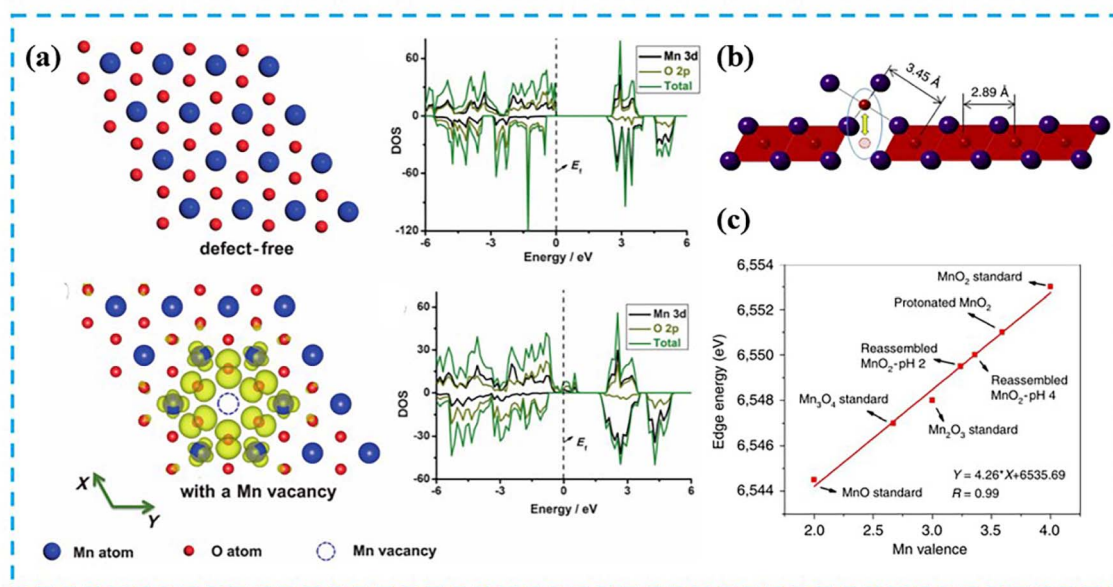 (a)
defect-free
60
0
-60
-120
DOS
-6 -3 0 3 6
Energy / eV
Mn 3d
O 2p
Total
Ef
with a Mn vacancy
X
Y
60
30
0
-30
-60
DOS
-6 -3 0 3 6
Energy / eV
Mn 3d
O 2p
Total
Ef
Mn atom
O atom
Mn vacancy
(b)
3.45 Å
2.89 Å
(c)
6,554
6,552
6,550
6,548
6,546
6,544
Edge energy (eV)
MnO2 standard
Protonated MnO2
Reassembled
MnO2-pH 2
Reassembled
MnO2-pH 4
Mn3O4 standard
Mn2O3 standard
MnO standard
Y = 4.26*X+6535.69
R = 0.99
2.0 2.5 3.0 3.5 4.0
Mn valence